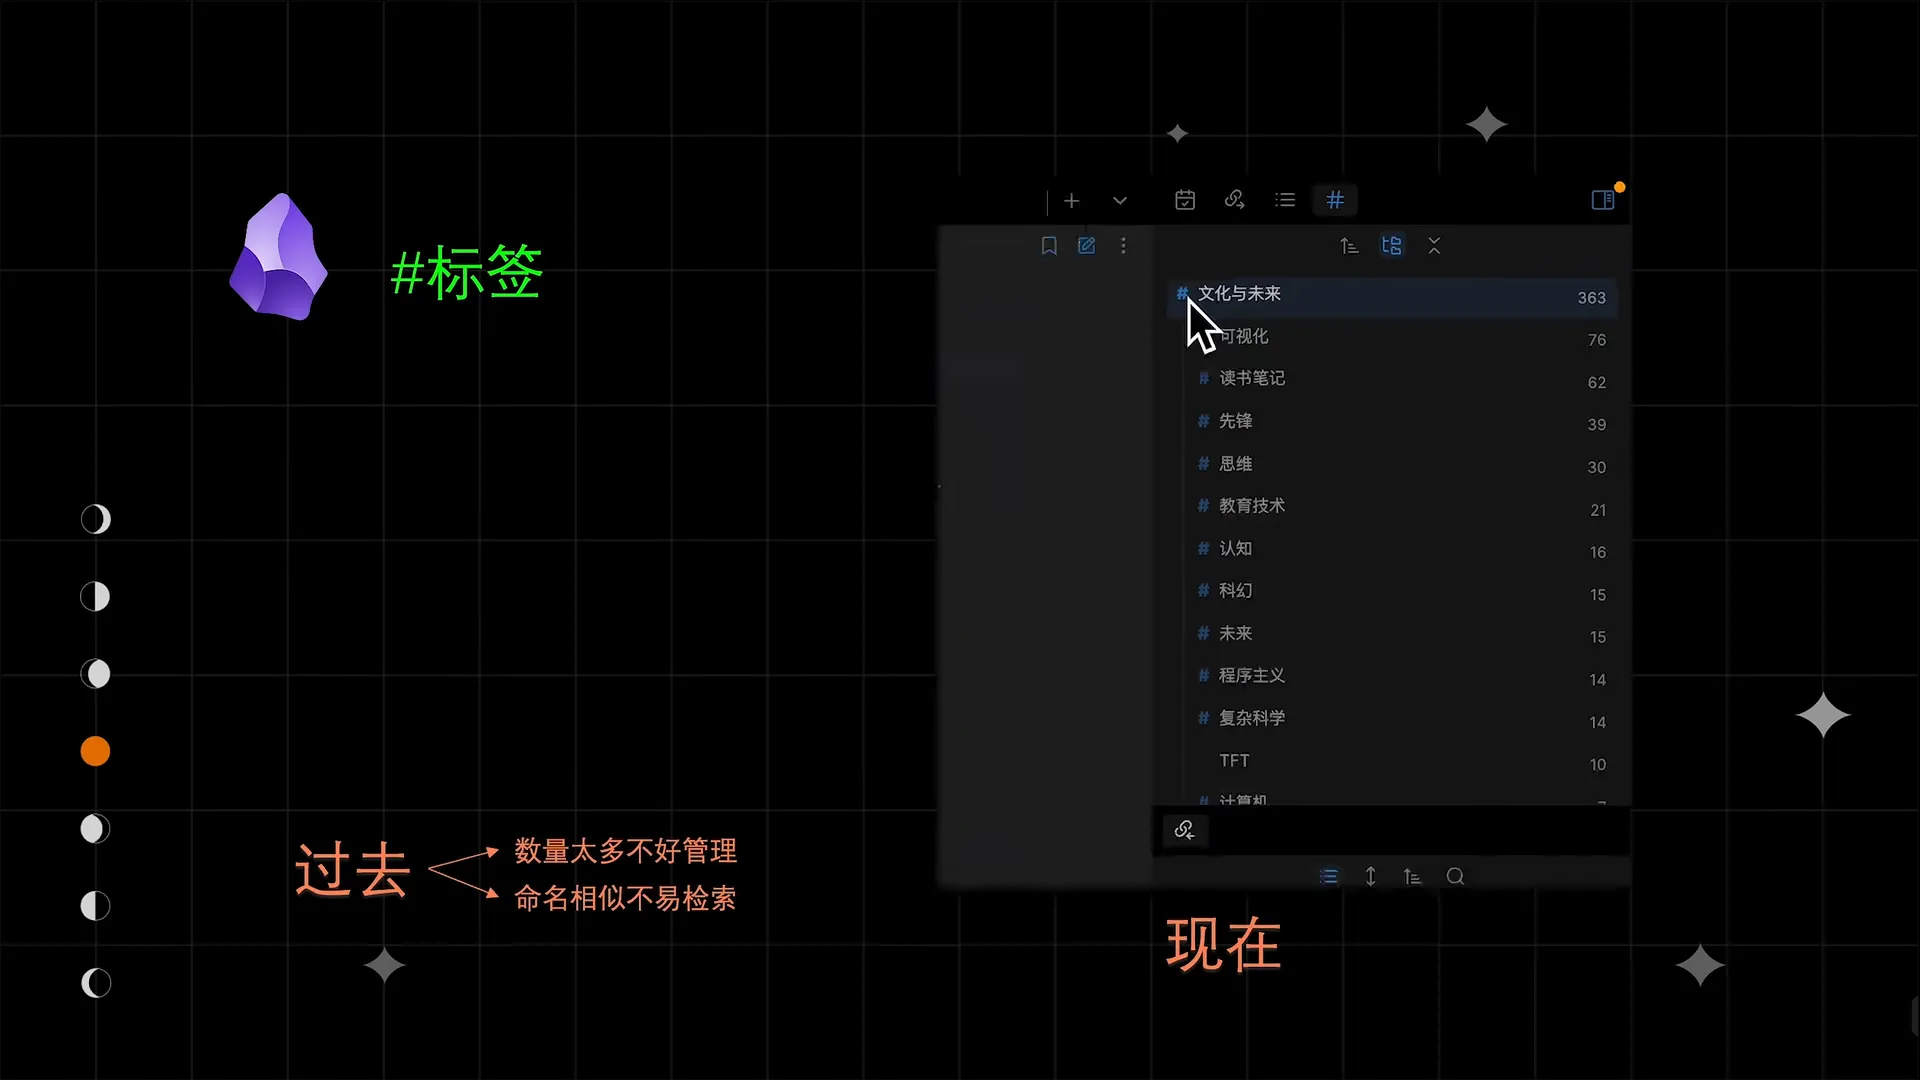 #标签
# 文化与未来 363
可视化 76
# 读书笔记 62
# 先锋 39
# 思维 30
# 教育技术 21
# 认知 16
# 科幻 15
# 未来 15
# 程序主义 14
# 复杂科学 14
TFT 10
# 计算机
过去
数量太多不好管理
命名相似不易检索
现在